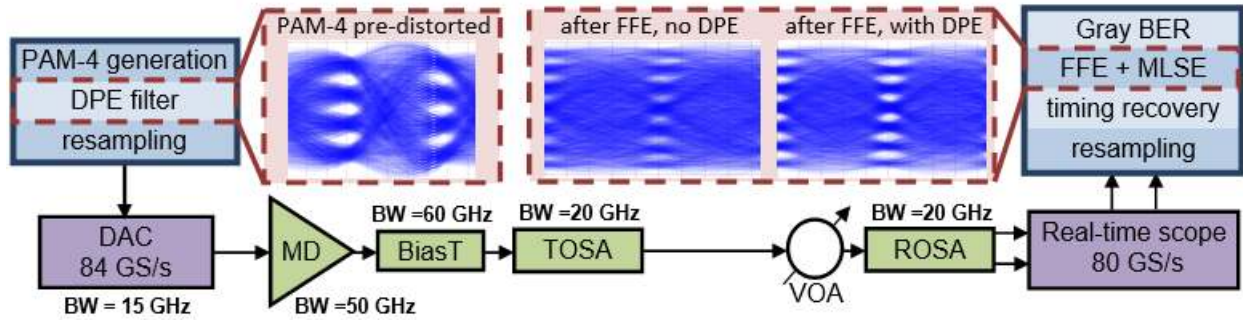 PAM-4 generation
DPE filter
resampling
PAM-4 pre-distorted
after FFE, no DPE
after FFE, with DPE
Gray BER
FFE + MLSE
timing recovery
resampling
DAC
84 GS/s
BW = 15 GHz
MD
BW =50 GHz
BW =60 GHz
BiasT
BW =20 GHz
TOSA
VOA
BW =20 GHz
ROSA
Real-time scope
80 GS/s